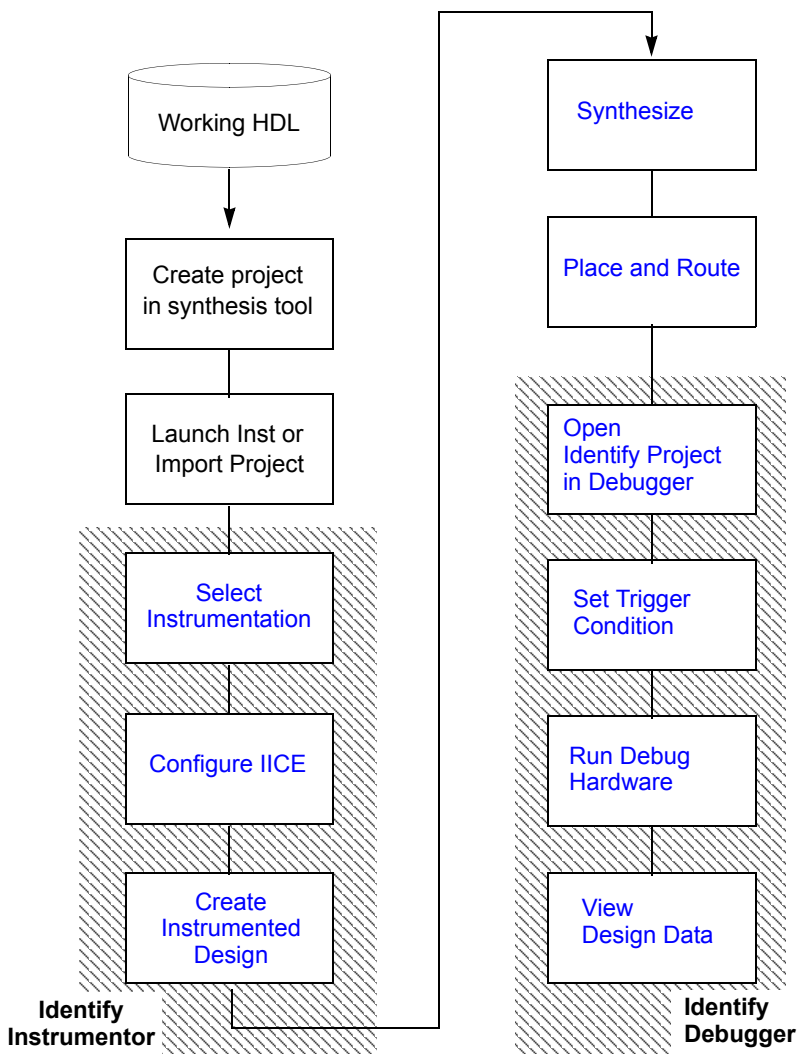 Working HDL
Create project
in synthesis tool
Launch Inst or
Import Project
Select
Instrumentation
Configure IICE
Create
Instrumented
Design
Identify
Instrumentor
Synthesize
Place and Route
Open
Identify Project
in Debugger
Set Trigger
Condition
Run Debug
Hardware
View
Design Data
Identify
Debugger